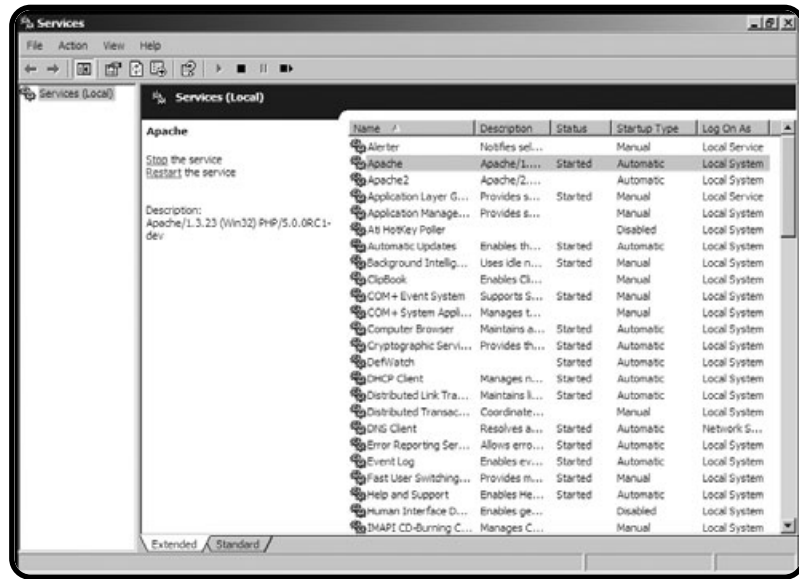 Services
File Action View Help
Services (Local)
Services (Local)
Apache
Stop the service
Restart the service
Description:
Apache/1.3.23 (Win32) PHP/5.0.0RC1-
dev
Name Description Status Startup Type Log On As
Alerter Notifies sel... Manual Local Service
Apache Apache/1.... Started Automatic Local System
Apache2 Apache/2.... Automatic Local System
Application Layer G... Provides s... Started Manual Local Service
Application Manage... Provides s... Manual Local System
Ati HotKey Poller Disabled Local System
Automatic Updates Enables th... Started Automatic Local System
Background Intellig... Uses idle n... Started Manual Local System
ClipBook Enables Cli... Manual Local System
COM+ Event System Supports S... Started Manual Local System
COM+ System Appli... Manages t... Manual Local System
Computer Browser Maintains a... Started Automatic Local System
Cryptographic Servi... Provides th... Started Automatic Local System
DefWatch Started Automatic Local System
DHCP Client Manages n... Started Automatic Local System
Distributed Link Tra... Maintains li... Started Automatic Local System
Distributed Transac... Coordinate... Manual Local System
DNS Client Resolves a... Started Automatic Network S...
Error Reporting Ser... Allows erro... Started Automatic Local System
Event Log Enables ev... Started Automatic Local System
Fast User Switching... Provides m... Started Manual Local System
Help and Support Enables He... Started Automatic Local System
Human Interface D... Enables ge... Disabled Local System
IMAPI CD-Burning C... Manages C... Manual Local System
Extended Standard